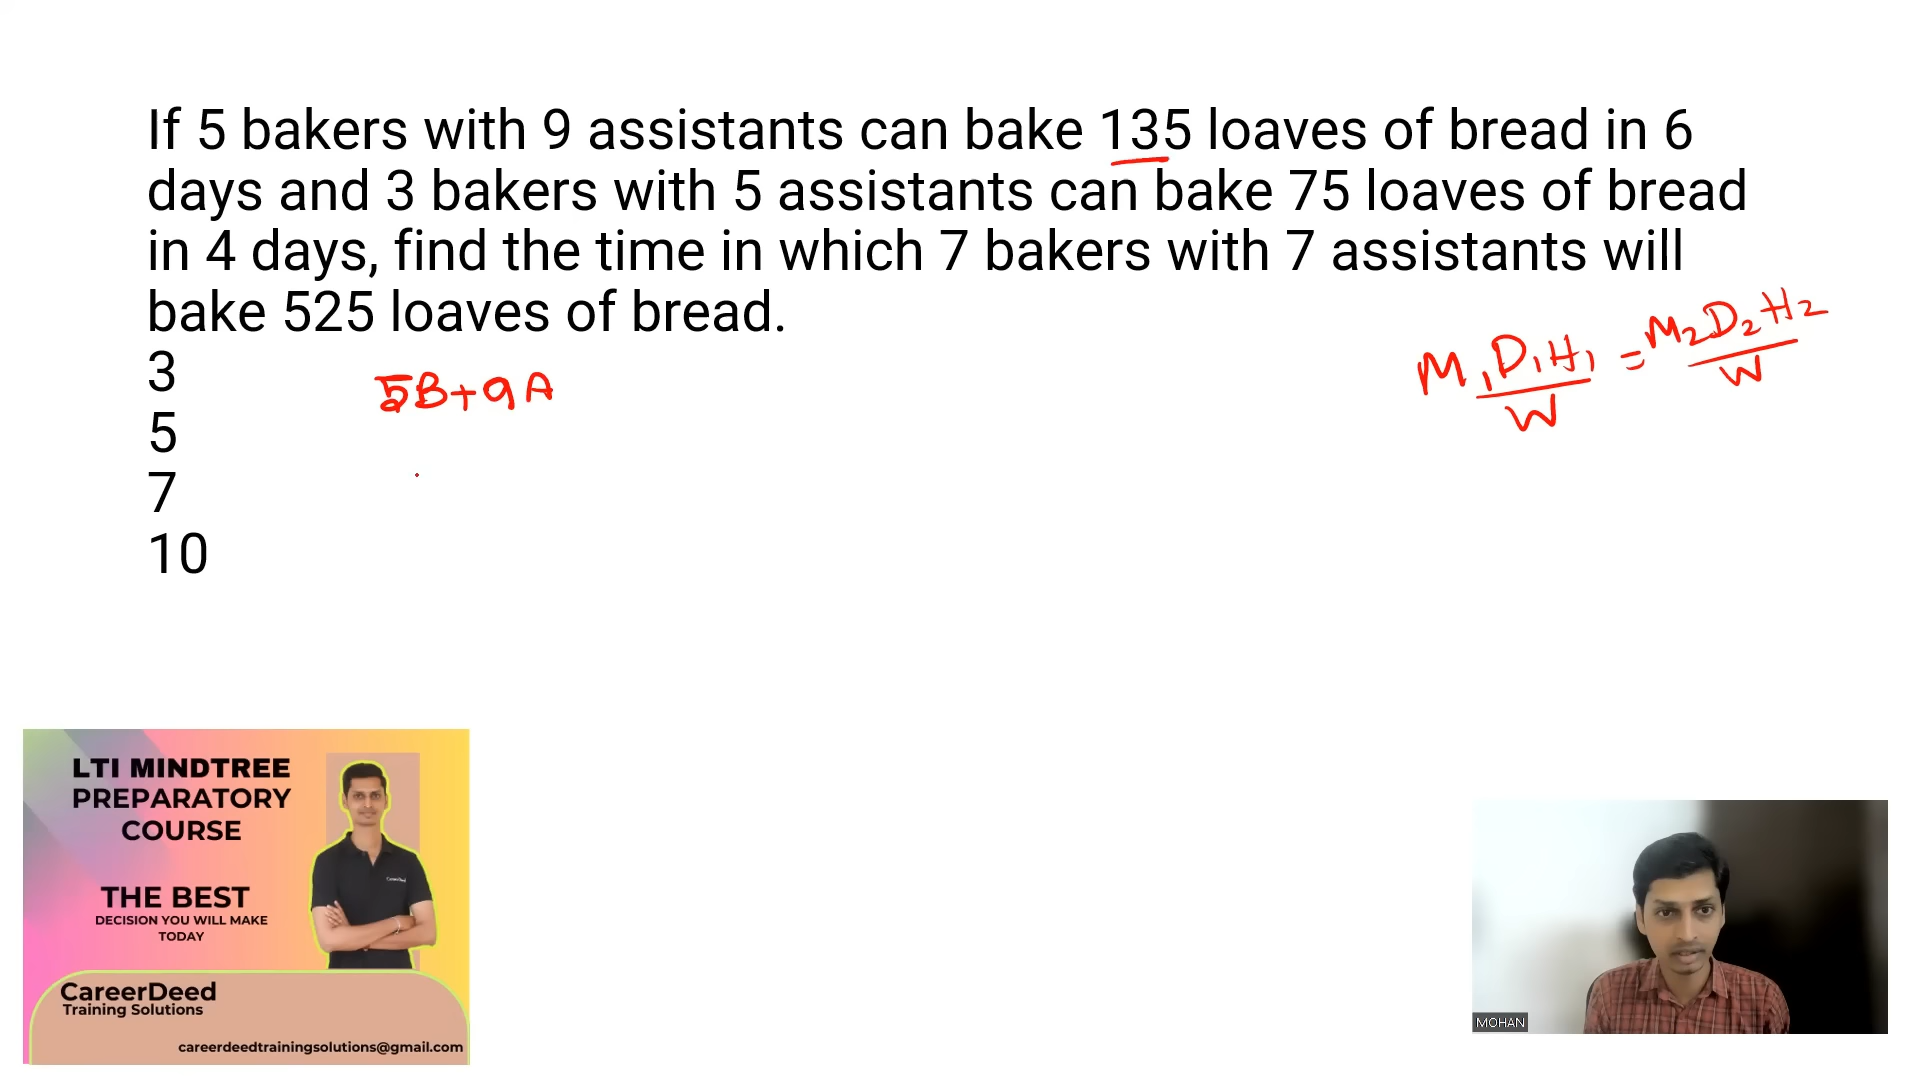 If 5 bakers with 9 assistants can bake 135 loaves of bread in 6
days and 3 bakers with 5 assistants can bake 75 loaves of bread
in 4 days, find the time in which 7 bakers with 7 assistants will
bake 525 loaves of bread.
3
5
7
10
5B+9A
M₁D₁H₁/W = M₂D₂H₂/W
LTI MINDTREE
PREPARATORY
COURSE
THE BEST
DECISION YOU WILL MAKE
TODAY
CareerDeed
Training Solutions
careerdeedtrainingsolutions@gmail.com
CareerDeed
MOHAN